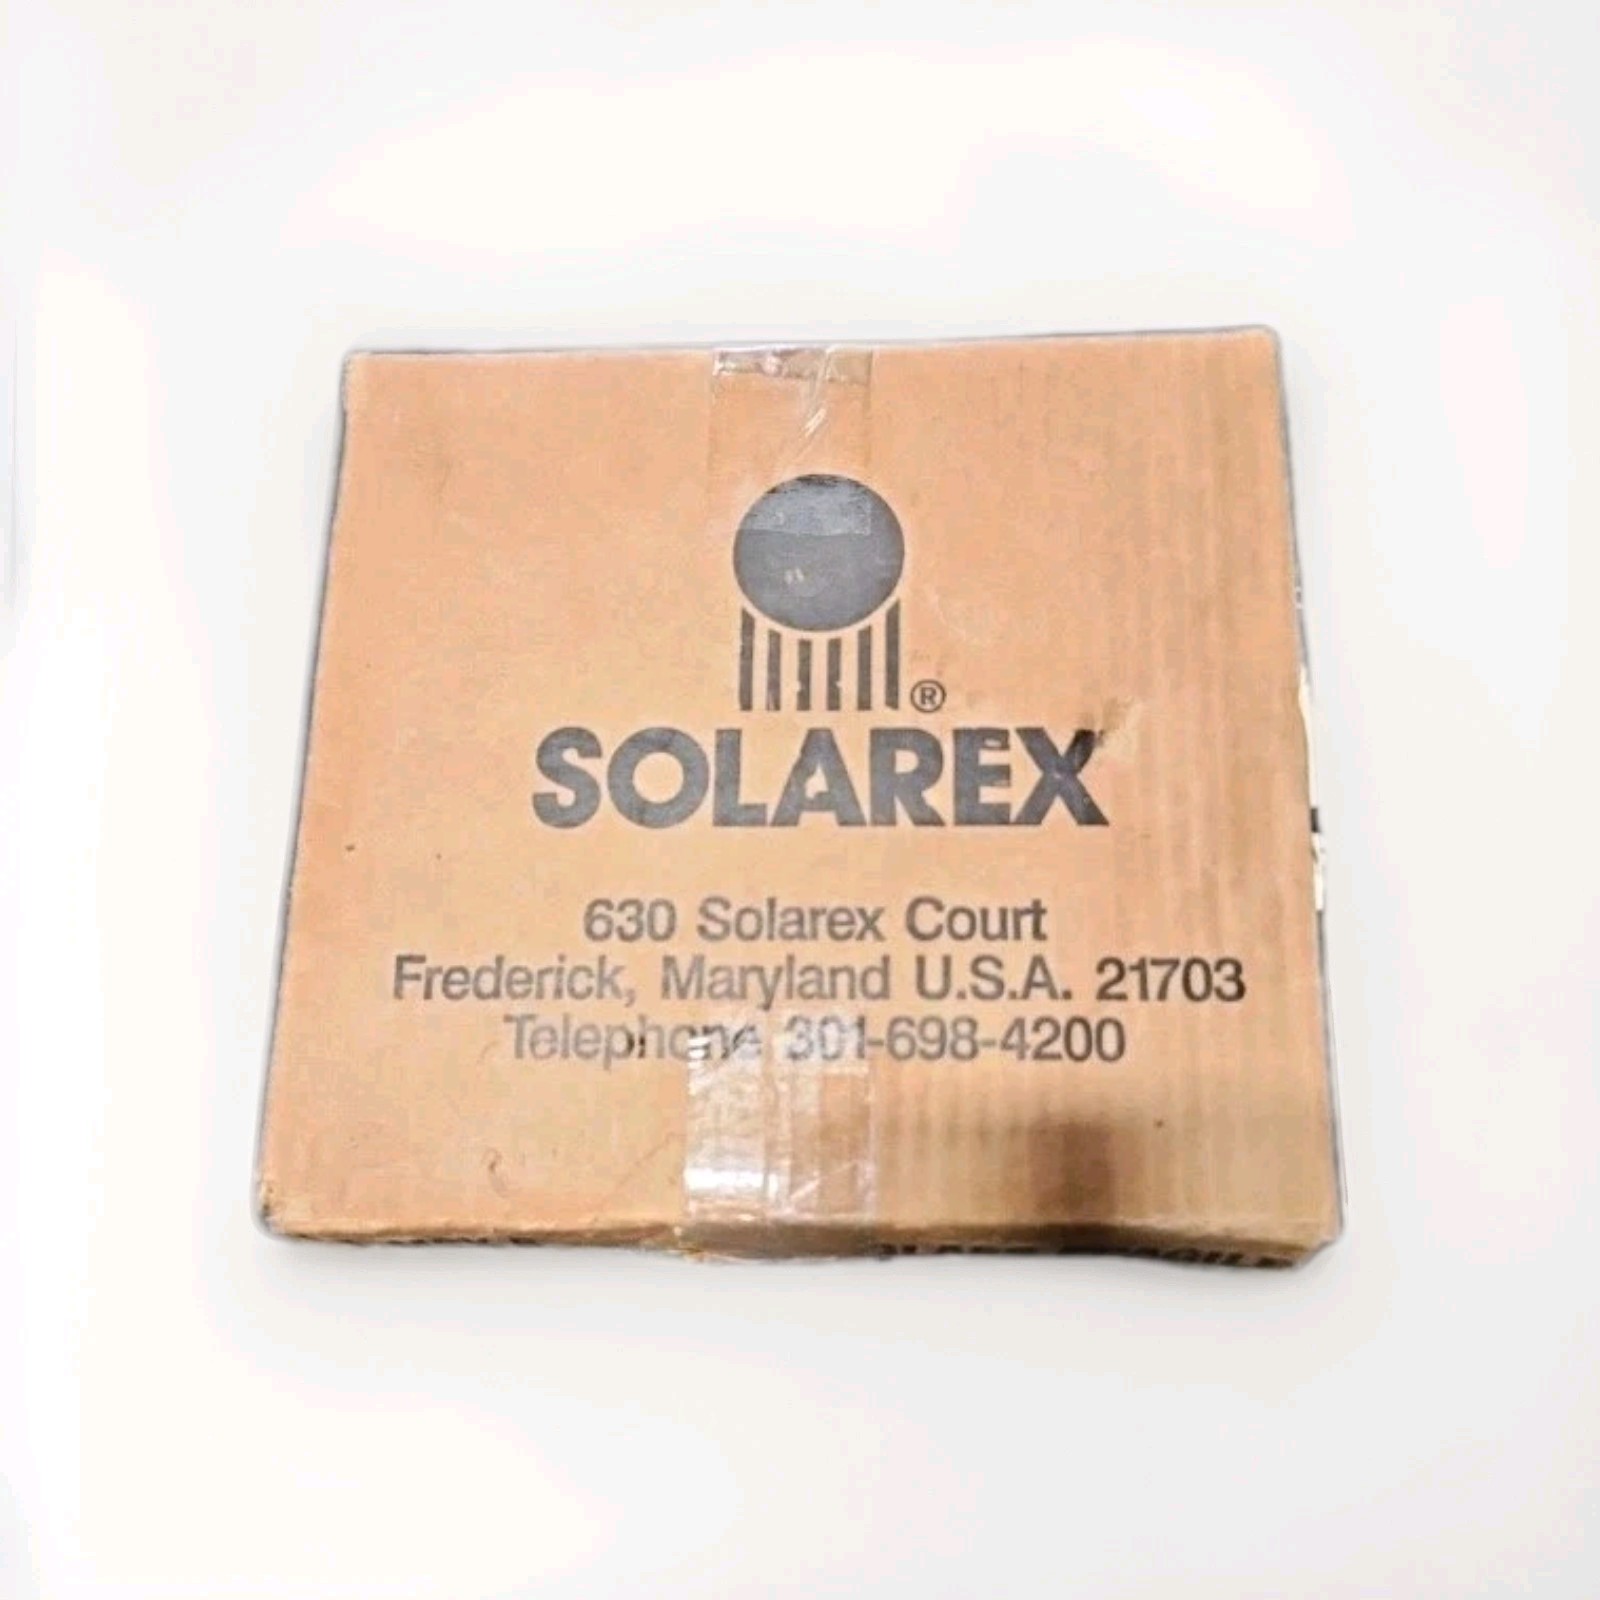 ®
SOLAREX
630 Solarex Court
Frederick, Maryland U.S.A. 21703
Telephone 301-698-4200